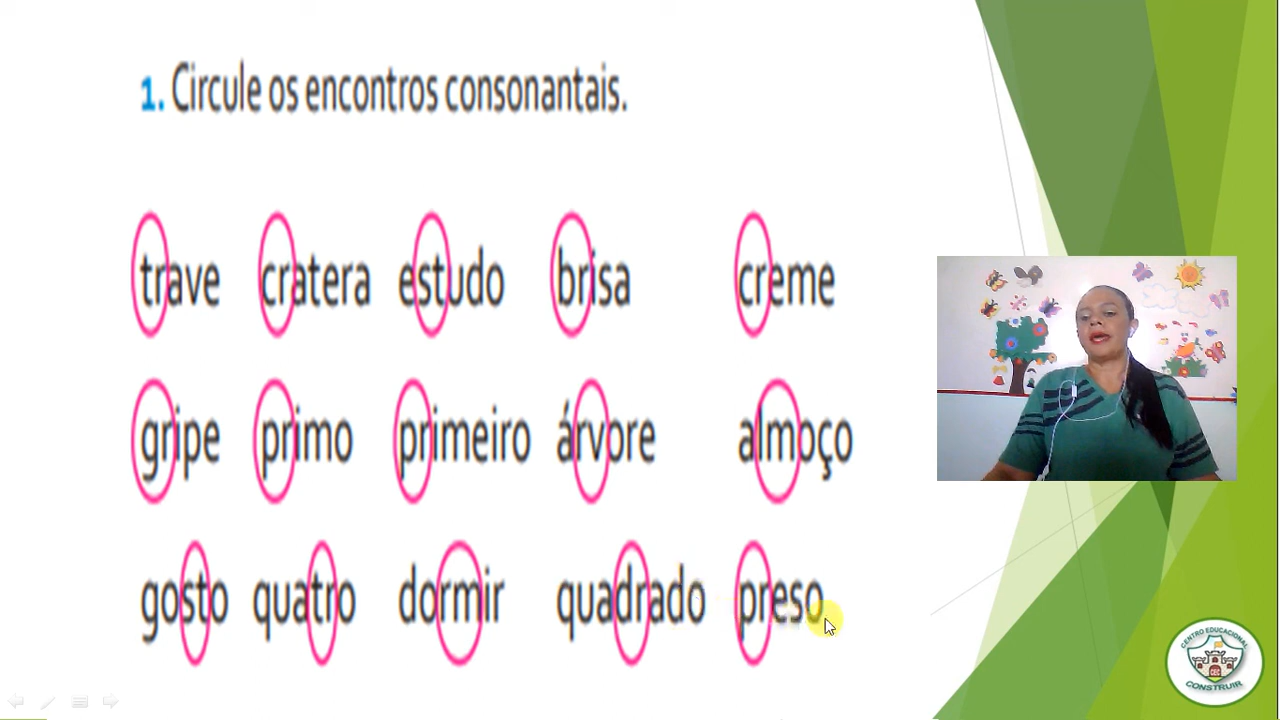 1. Circule os encontros consonantais.
trave cratera estudo brisa creme
gripe primo primeiro árvore almoço
gosto quatro dormir quadrado preso
CENTRO EDUCACIONAL
CEC
CONSTRUIR